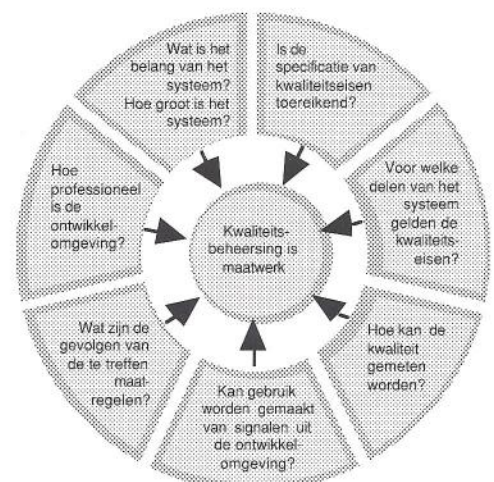 Wat is het
belang van het
systeem?
Hoe groot is het
systeem?
Is de
specificatie van
kwaliteitseisen
toereikend?
Voor welke
delen van het
systeem
gelden de
kwaliteits-
eisen?
Hoe kan de
kwaliteit
gemeten
worden?
Kan gebruik
worden gemaakt
van signalen uit
de ontwikkel-
omgeving?
Wat zijn de
gevolgen van
de te treffen
maat-
regelen?
Hoe
professioneel
is de
ontwikkel-
omgeving?
Kwaliteits-
beheersing is
maatwerk